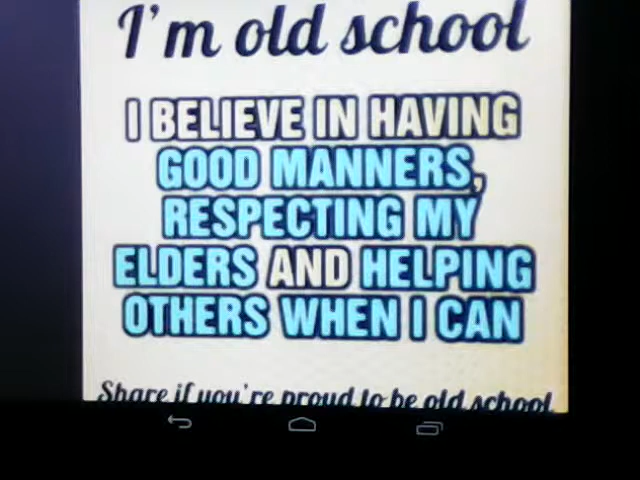 I'm old school
I BELIEVE IN HAVING
GOOD MANNERS,
RESPECTING MY
ELDERS AND HELPING
OTHERS WHEN I CAN
Share if you're proud to be old school